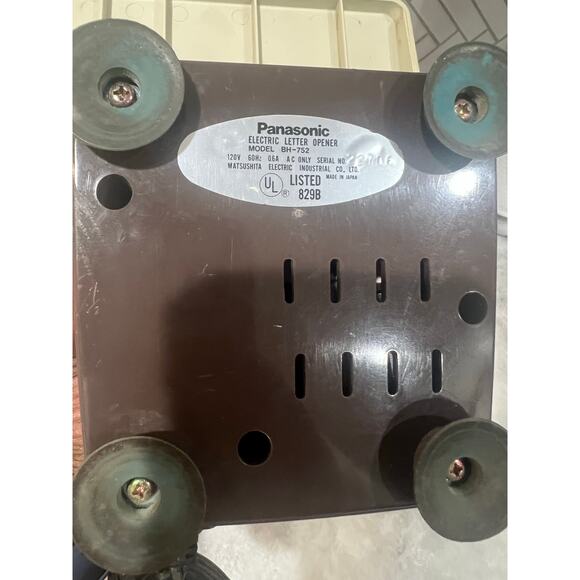 Panasonic
ELECTRIC LETTER OPENER
MODEL BH-752
120V 60Hz 0.6A AC ONLY SERIAL NO.
MATSUSHITA ELECTRIC INDUSTRIAL CO., LTD.
MADE IN JAPAN
UL ® LISTED
829B